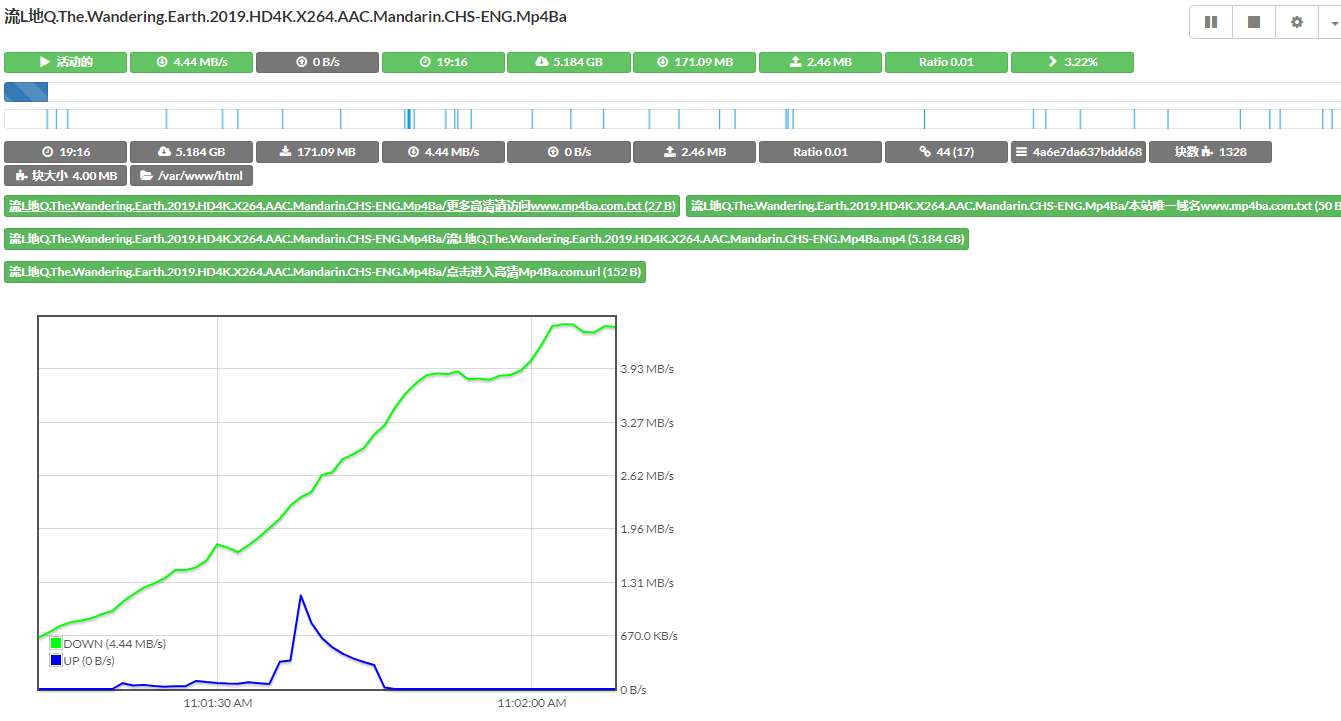 流L地Q.The.Wandering.Earth.2019.HD4K.X264.AAC.Mandarin.CHS-ENG.Mp4Ba
活动的 4.44 MB/s 0 B/s 19:16 5.184 GB 171.09 MB 2.46 MB Ratio 0.01 3.22%
19:16 5.184 GB 171.09 MB 4.44 MB/s 0 B/s 2.46 MB Ratio 0.01 44 (17) 4a6e7da637bddd68 块数 1328
块大小 4.00 MB /var/www/html
流L地Q.The.Wandering.Earth.2019.HD4K.X264.AAC.Mandarin.CHS-ENG.Mp4Ba/更多高清请访问www.mp4ba.com.txt (27 B) 流L地Q.The.Wandering.Earth.2019.HD4K.X264.AAC.Mandarin.CHS-ENG.Mp4Ba/本站唯一域名www.mp4ba.com.txt (50 B
流L地Q.The.Wandering.Earth.2019.HD4K.X264.AAC.Mandarin.CHS-ENG.Mp4Ba/流L地Q.The.Wandering.Earth.2019.HD4K.X264.AAC.Mandarin.CHS-ENG.Mp4Ba.mp4 (5.184 GB)
流L地Q.The.Wandering.Earth.2019.HD4K.X264.AAC.Mandarin.CHS-ENG.Mp4Ba/点击进入高清Mp4Ba.com.url (152 B)
3.93 MB/s
3.27 MB/s
2.62 MB/s
1.96 MB/s
1.31 MB/s
670.0 KB/s
DOWN (4.44 MB/s)
UP (0 B/s)
0 B/s
11:01:30 AM 11:02:00 AM